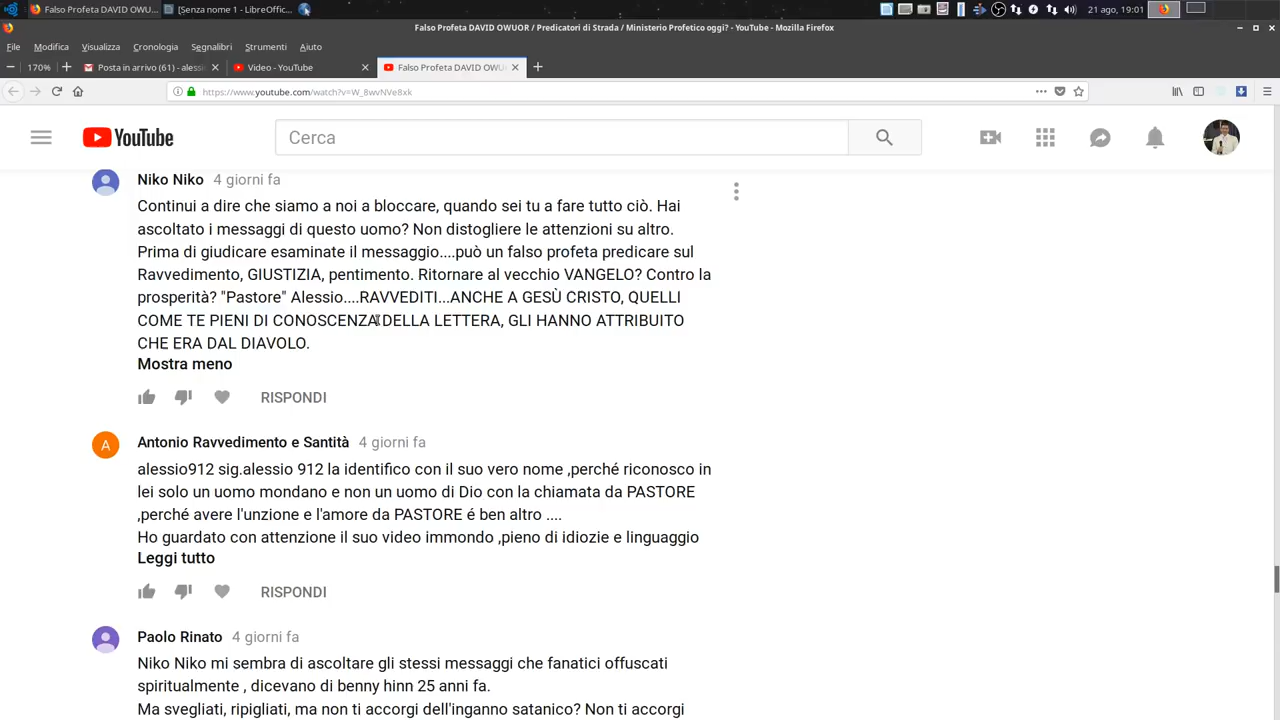 Falso Profeta DAVID OWUO...
[Senza nome 1 - LibreOffic...
21 ago, 19:01
Falso Profeta DAVID OWUOR / Predicatori di Strada / Ministerio Profetico oggi? - YouTube - Mozilla Firefox
File Modifica Visualizza Cronologia Segnalibri Strumenti Aiuto
170%
Posta in arrivo (61) - alessi
Video - YouTube
Falso Profeta DAVID OWU
https://www.youtube.com/watch?v=W_8wvNVe8xk
YouTube
Cerca
Niko Niko 4 giorni fa
Continui a dire che siamo a noi a bloccare, quando sei tu a fare tutto ciò. Hai
ascoltato i messaggi di questo uomo? Non distogliere le attenzioni su altro.
Prima di giudicare esaminate il messaggio....può un falso profeta predicare sul
Ravvedimento, GIUSTIZIA, pentimento. Ritornare al vecchio VANGELO? Contro la
prosperità? "Pastore" Alessio....RAVVEDITI...ANCHE A GESÙ CRISTO, QUELLI
COME TE PIENI DI CONOSCENZA DELLA LETTERA, GLI HANNO ATTRIBUITO
CHE ERA DAL DIAVOLO.
Mostra meno
RISPONDI
A
Antonio Ravvedimento e Santità 4 giorni fa
alessio912 sig.alessio 912 la identifico con il suo vero nome ,perché riconosco in
lei solo un uomo mondano e non un uomo di Dio con la chiamata da PASTORE
,perché avere l'unzione e l'amore da PASTORE é ben altro ....
Ho guardato con attenzione il suo video immondo ,pieno di idiozie e linguaggio
Leggi tutto
RISPONDI
Paolo Rinato 4 giorni fa
Niko Niko mi sembra di ascoltare gli stessi messaggi che fanatici offuscati
spiritualmente , dicevano di benny hinn 25 anni fa.
Ma svegliati, ripigliati, ma non ti accorgi dell'inganno satanico? Non ti accorgi